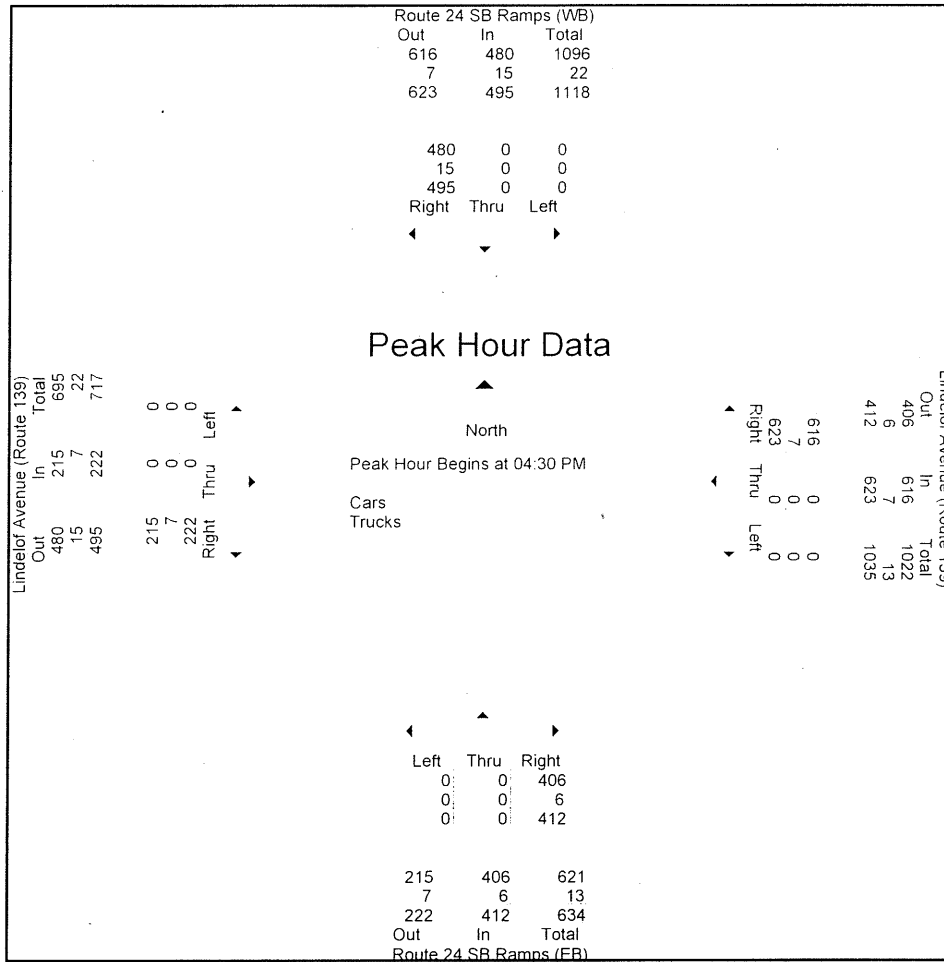 Route 24 SB Ramps (WB)
Out In Total
616 480 1096
7 15 22
623 495 1118
480 0 0
15 0 0
495 0 0
Right Thru Left
Peak Hour Data
North
Peak Hour Begins at 04:30 PM
Cars
Trucks
Lindelof Avenue (Route 139)
Out In Total
480 215 695
15 7 22
495 222 717
215 0 0
7 0 0
222 0 0
Right Thru Left
Lindelof Avenue (Route 139)
Out In Total
406 616 1022
6 7 13
412 623 1035
616 0 0
7 0 0
623 0 0
Right Thru Left
Left Thru Right
0 0 406
0 0 6
0 0 412
215 406 621
7 6 13
222 412 634
Out In Total
Route 24 SB Ramps (EB)